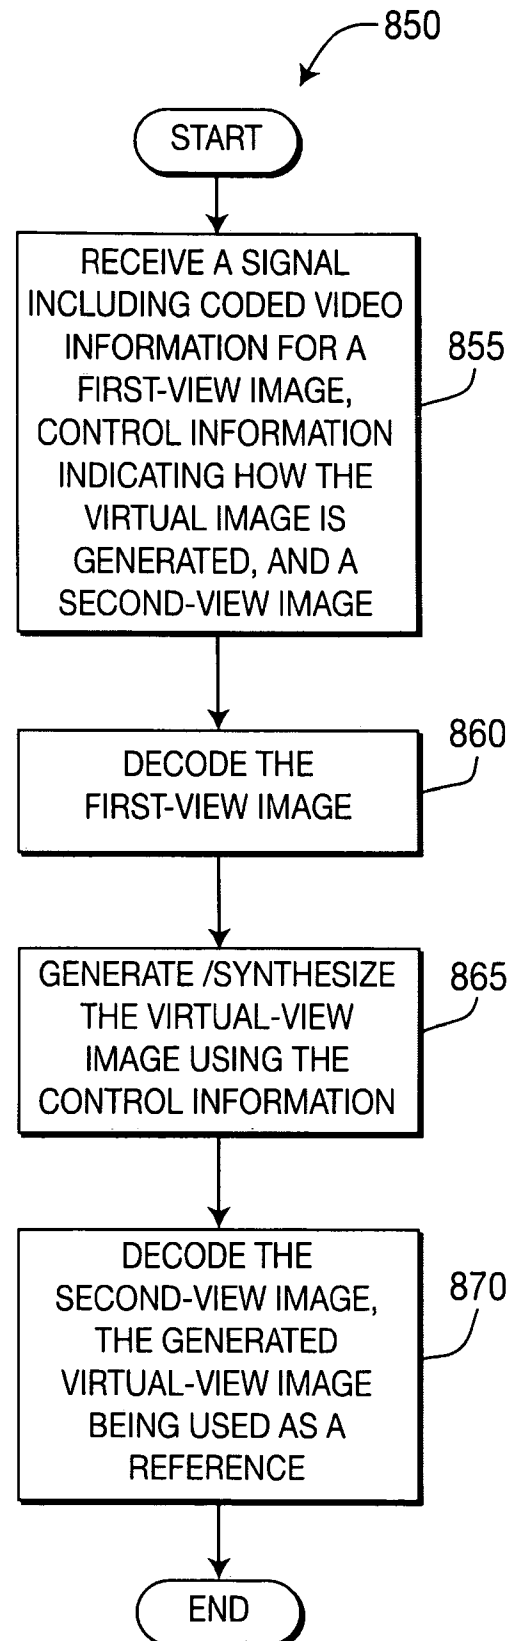 850
START
RECEIVE A SIGNAL
INCLUDING CODED VIDEO
INFORMATION FOR A
FIRST-VIEW IMAGE,
CONTROL INFORMATION
INDICATING HOW THE
VIRTUAL IMAGE IS
GENERATED, AND A
SECOND-VIEW IMAGE
855
DECODE THE
FIRST-VIEW IMAGE
860
GENERATE /SYNTHESIZE
THE VIRTUAL-VIEW
IMAGE USING THE
CONTROL INFORMATION
865
DECODE THE
SECOND-VIEW IMAGE,
THE GENERATED
VIRTUAL-VIEW IMAGE
BEING USED AS A
REFERENCE
870
END